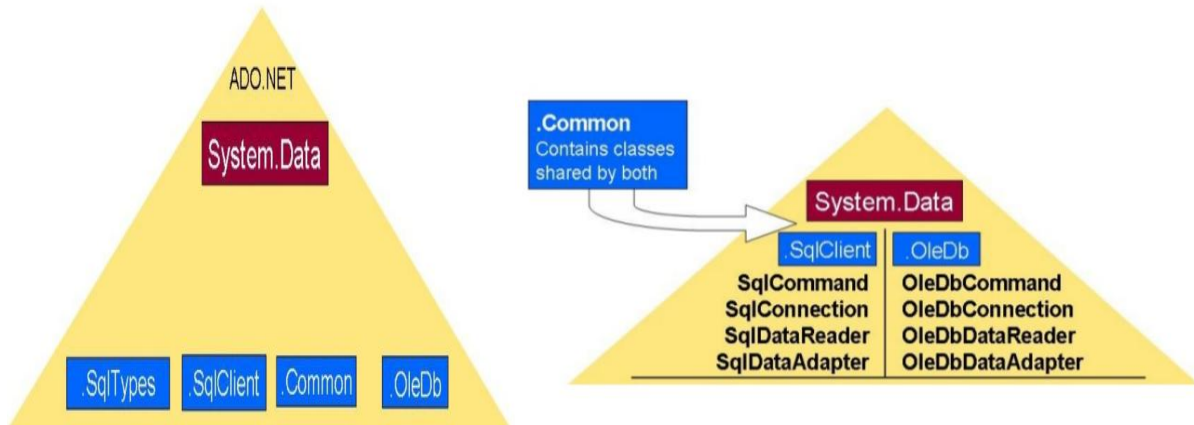 ADO.NET
System.Data
.SqlTypes
.SqlClient
.Common
.OleDb
.Common
Contains classes
shared by both
System.Data
.SqlClient
.OleDb
SqlCommand
OleDbCommand
SqlConnection
OleDbConnection
SqlDataReader
OleDbDataReader
SqlDataAdapter
OleDbDataAdapter